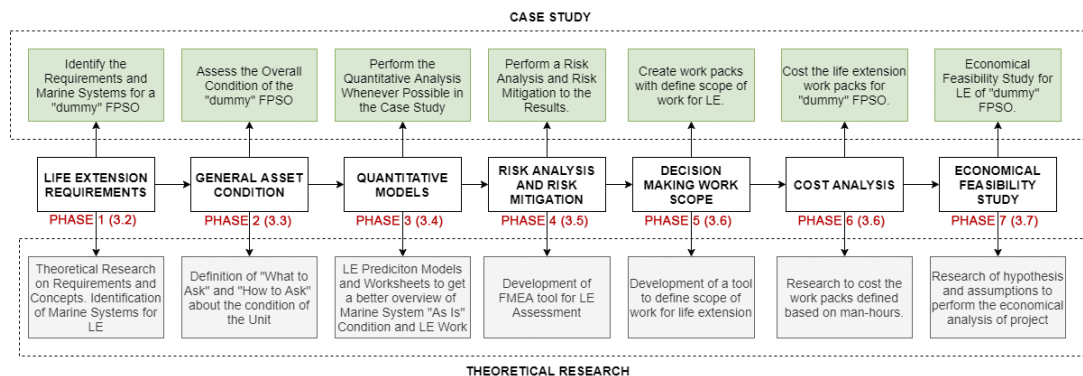 CASE STUDY
Identify the
Requirements and
Marine Systems for a
"dummy" FPSO
Assess the Overall
Condition of the
"dummy" FPSO
Perform the
Quantitative Analysis
Whenever Possible in
the Case Study
Perform a Risk
Analysis and Risk
Mitigation to the
Results.
Create work packs
with define scope of
work for LE.
Cost the life extension
work packs for
"dummy" FPSO.
Economical
Feasibility Study for
LE of "dummy" FPSO.
LIFE EXTENSION
REQUIREMENTS
GENERAL ASSET
CONDITION
QUANTITATIVE
MODELS
RISK ANALYSIS
AND RISK
MITIGATION
DECISION
MAKING WORK
SCOPE
COST ANALYSIS
ECONOMICAL
FEASIBILITY
STUDY
PHASE 1 (3.2)
PHASE 2 (3.3)
PHASE 3 (3.4)
PHASE 4 (3.5)
PHASE 5 (3.6)
PHASE 6 (3.6)
PHASE 7 (3.7)
Theoretical Research
on Requirements and
Concepts. Identification
of Marine Systems for
LE
Definition of "What to
Ask" and "How to Ask"
about the condition of
the Unit
LE Prediciton Models
and Worksheets to get
a better overview of
Marine System "As Is"
Condition and LE Work
Development of
FMEA tool for LE
Assessment
Development of a tool
to define scope of
work for life extension
Research to cost the
work packs defined
based on man-hours.
Research of hypothesis
and assumptions to
perform the economical
analysis of project
THEORETICAL RESEARCH